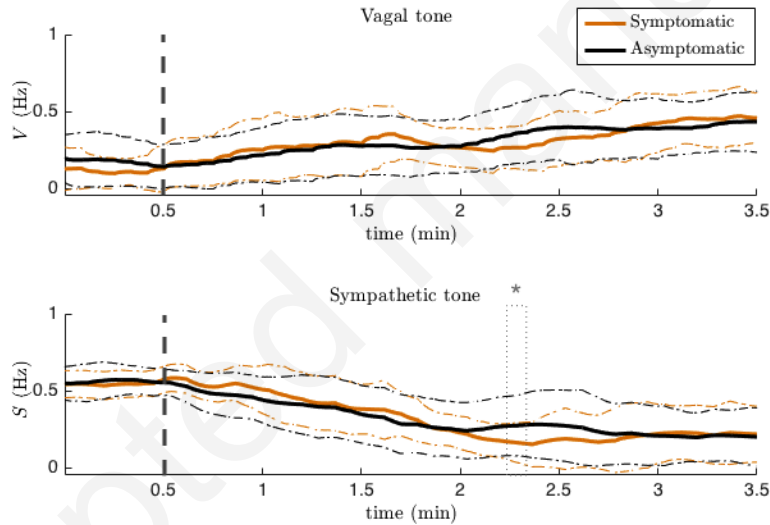 Vagal tone
Symptomatic
Asymptomatic
1
0.5
0
V (Hz)
0.5 1 1.5 2 2.5 3 3.5
time (min)
*
Sympathetic tone
1
0.5
0
S (Hz)
0.5 1 1.5 2 2.5 3 3.5
time (min)
pted manu